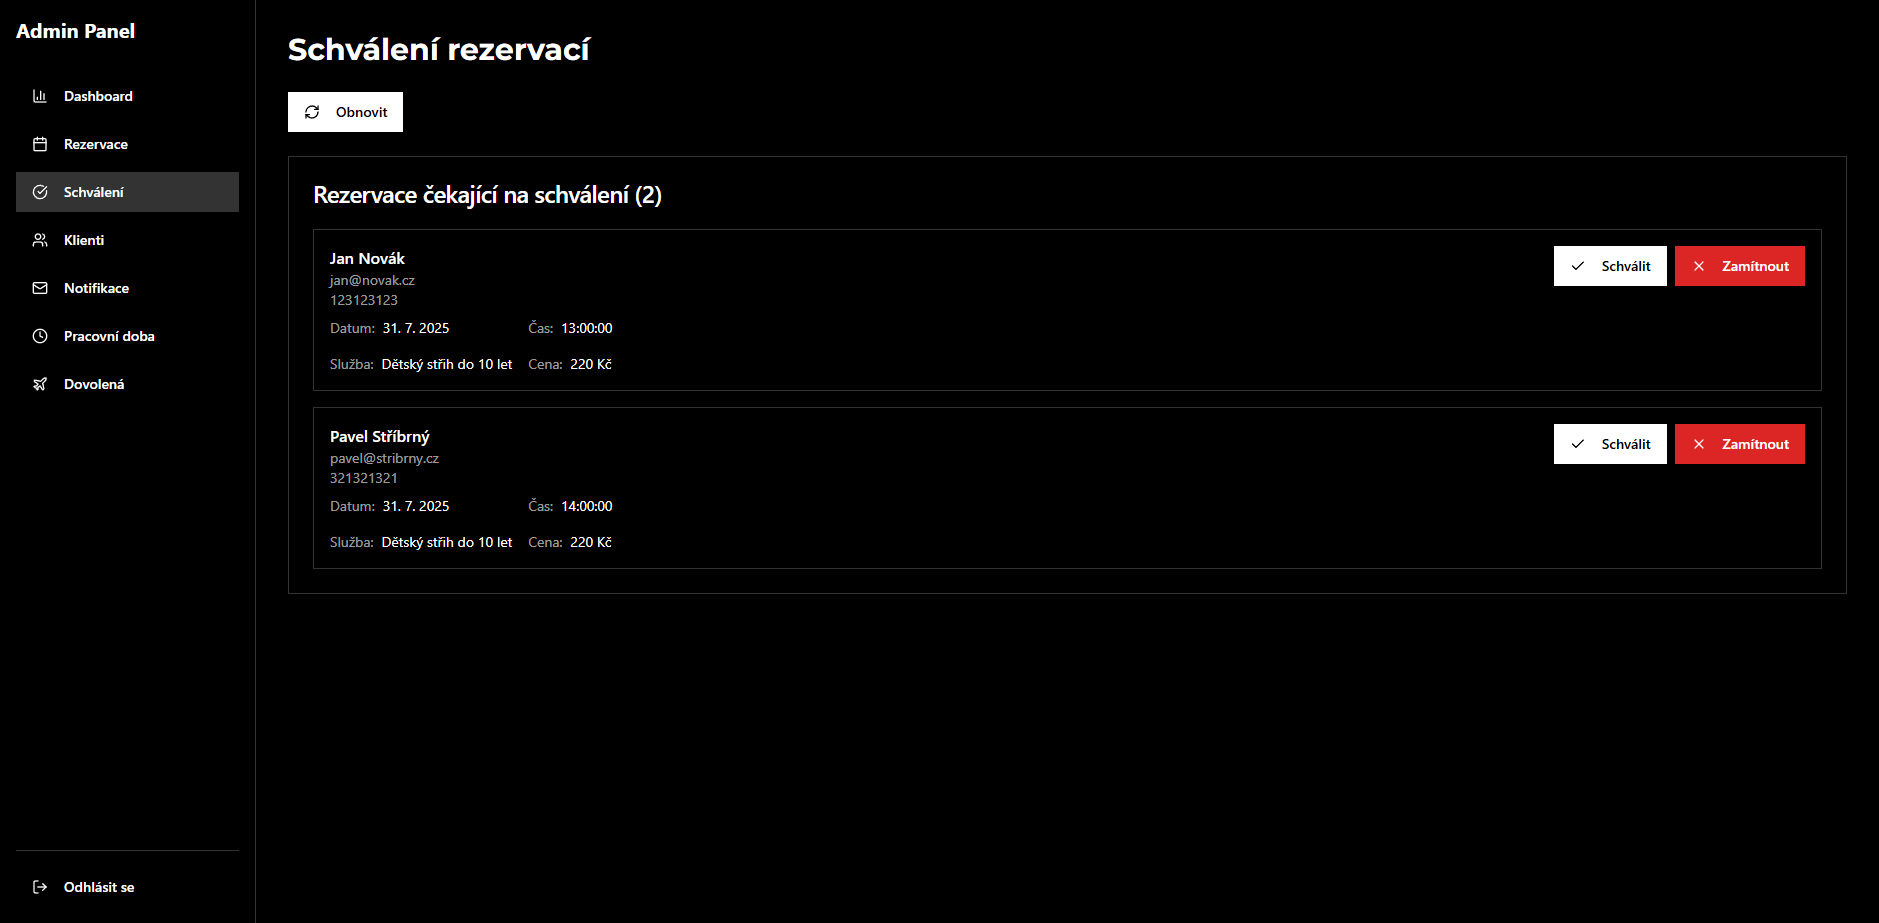 Admin Panel
Dashboard
Rezervace
Schválení
Klienti
Notifikace
Pracovní doba
Dovolená
Odhlásit se
Schválení rezervací
Obnovit
Rezervace čekající na schválení (2)
Jan Novák
jan@novak.cz
123123123
Datum: 31. 7. 2025 Čas: 13:00:00
Služba: Dětský střih do 10 let Cena: 220 Kč
Schválit Zamítnout
Pavel Stříbrný
pavel@stribrny.cz
321321321
Datum: 31. 7. 2025 Čas: 14:00:00
Služba: Dětský střih do 10 let Cena: 220 Kč
Schválit Zamítnout